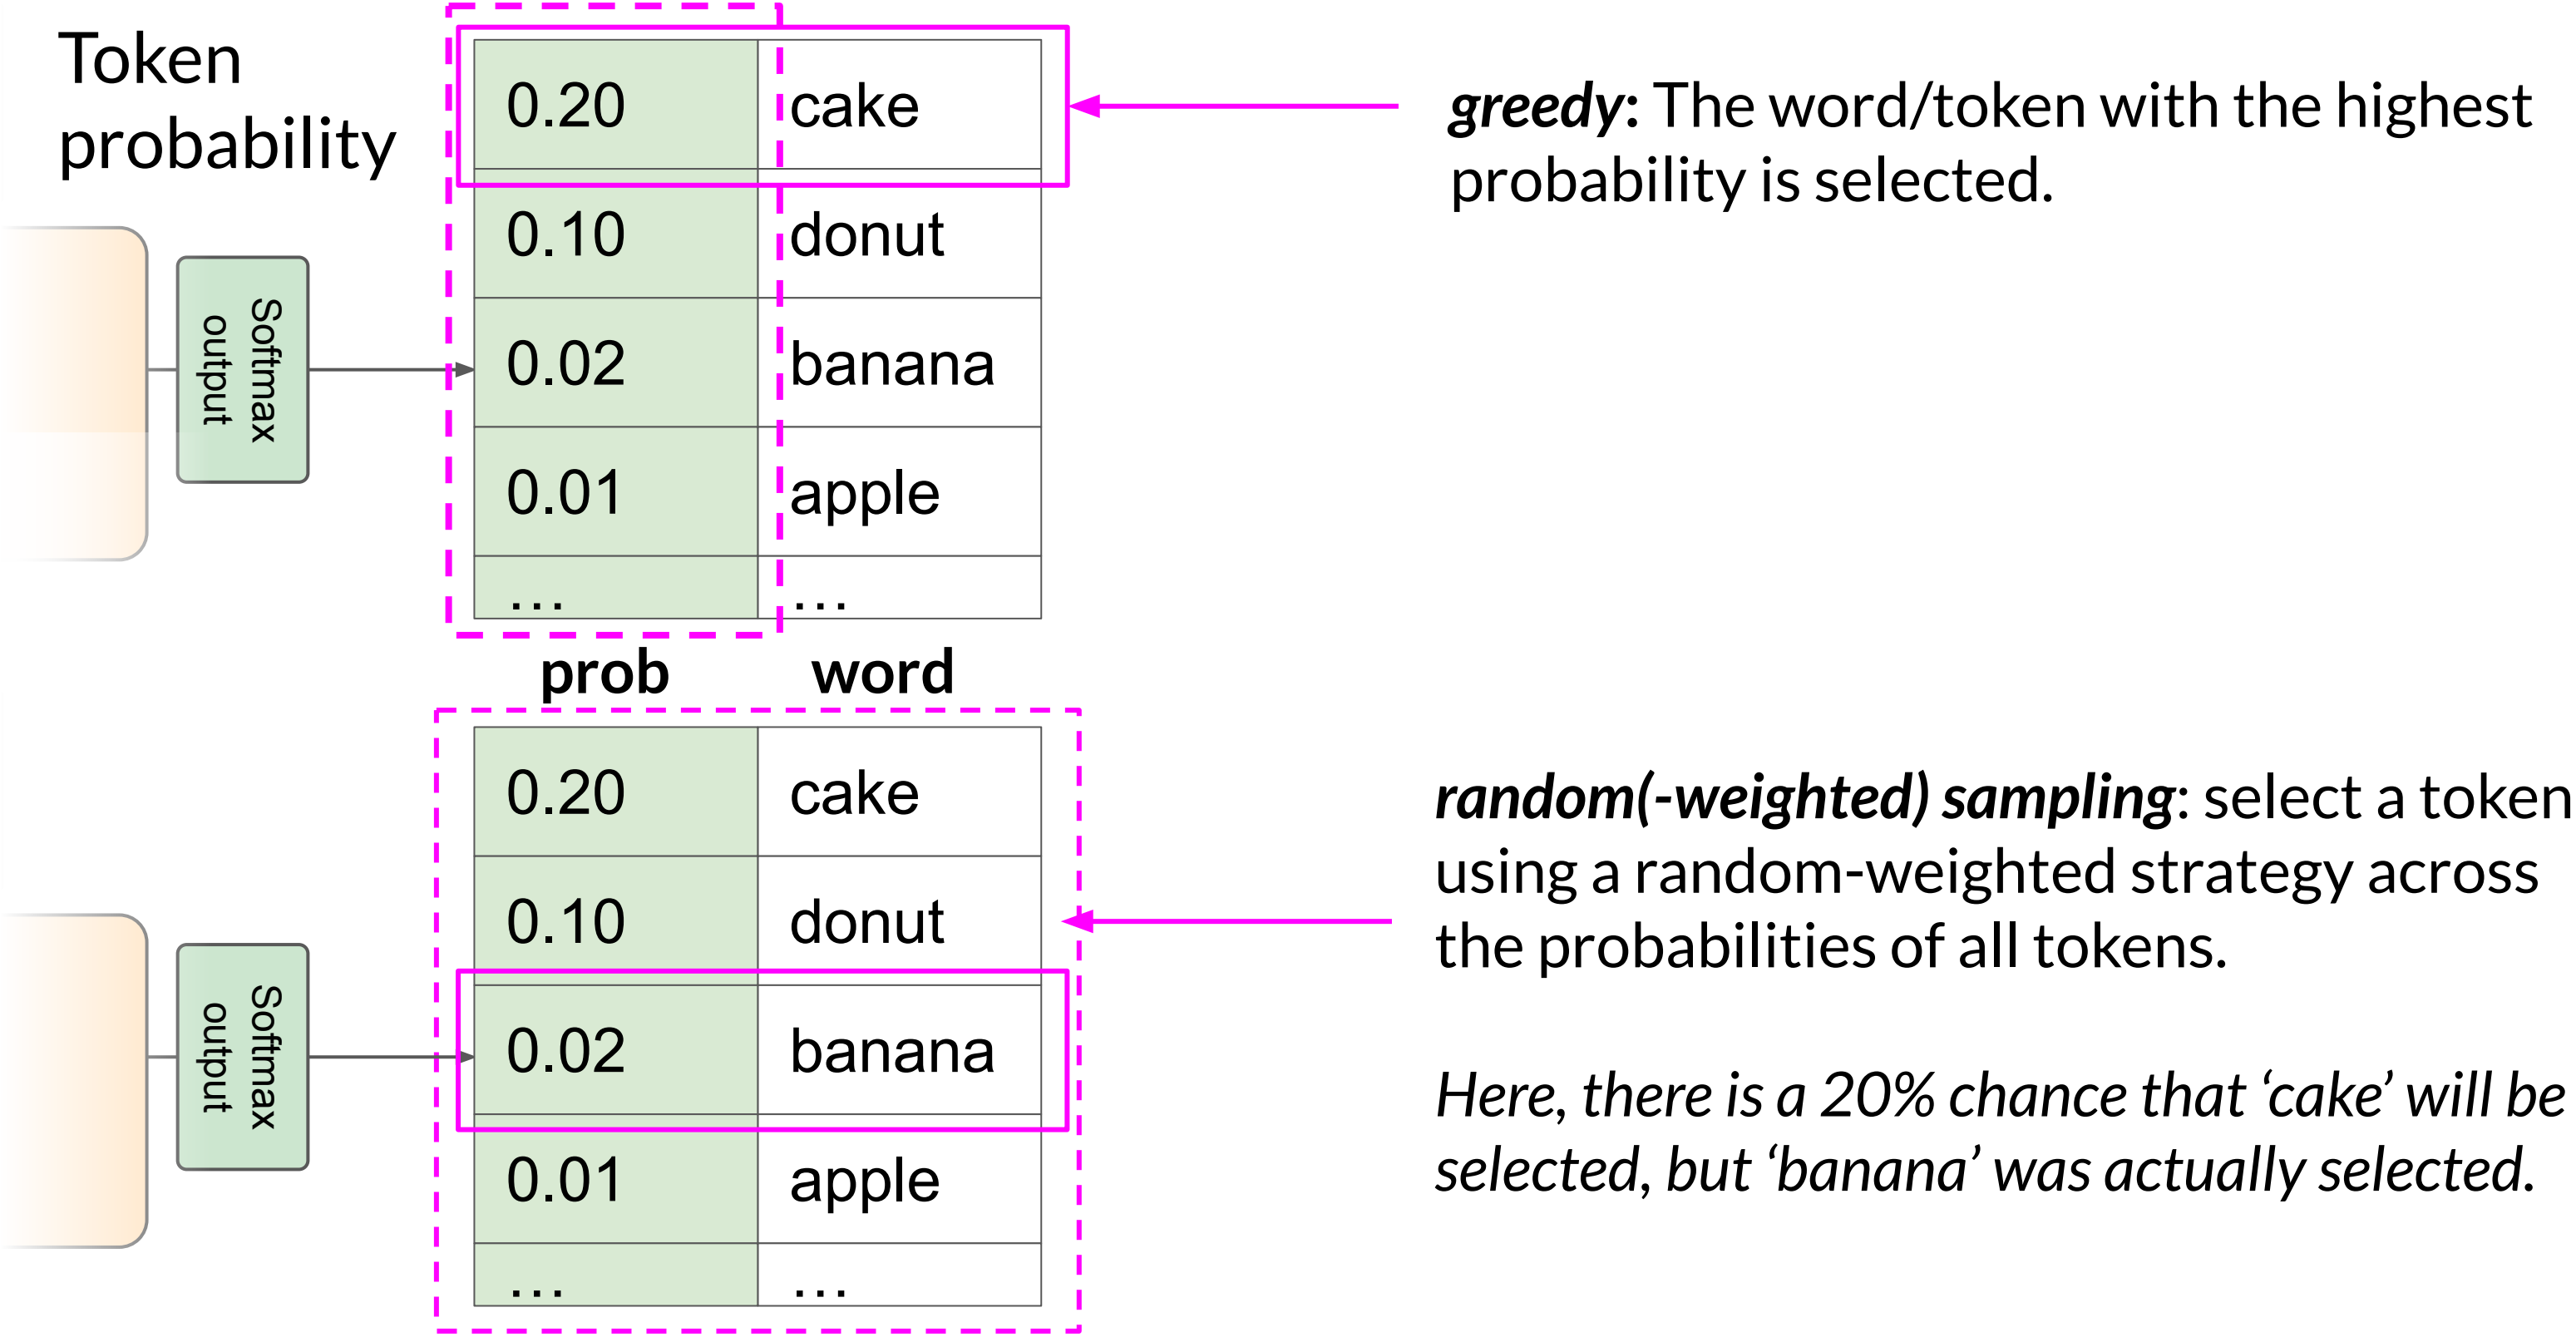 Token
probability
Softmax
output
0.20 cake
0.10 donut
0.02 banana
0.01 apple
... ...
prob word
greedy: The word/token with the highest
probability is selected.
Softmax
output
0.20 cake
0.10 donut
0.02 banana
0.01 apple
... ...
random(-weighted) sampling: select a token
using a random-weighted strategy across
the probabilities of all tokens.
Here, there is a 20% chance that ‘cake’ will be
selected, but ‘banana’ was actually selected.